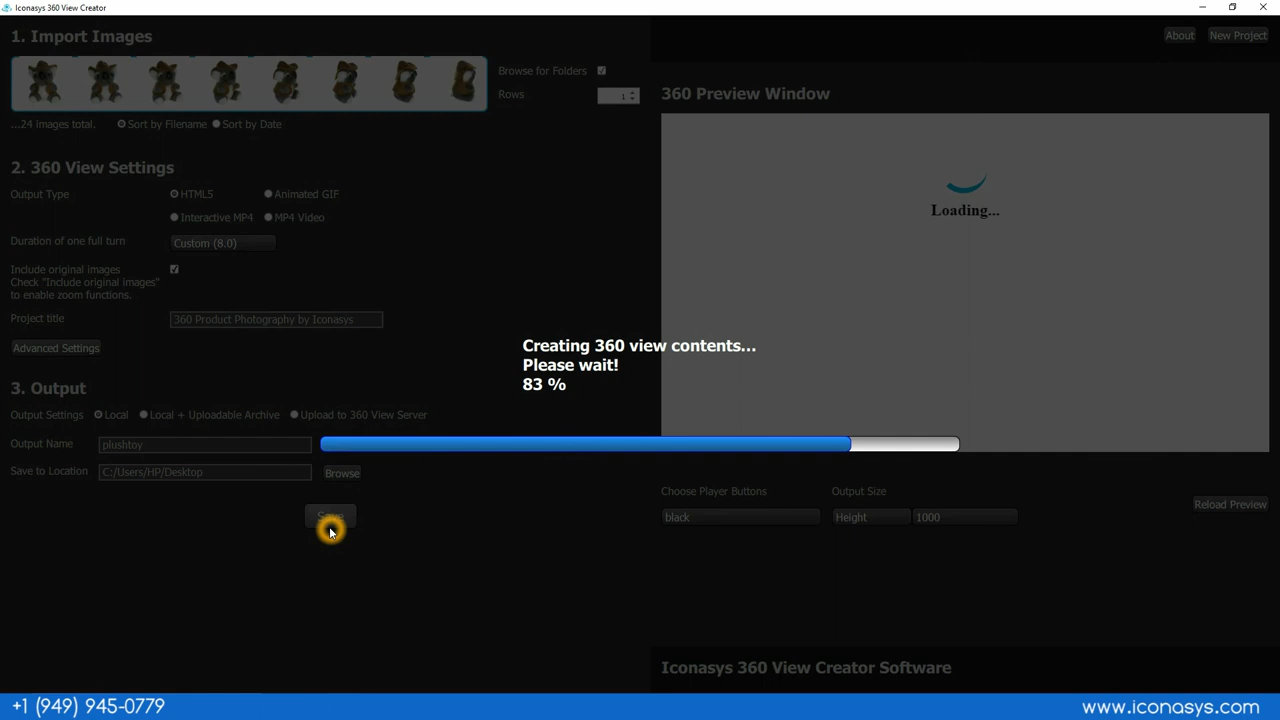 Iconasys 360 View Creator
1. Import Images
Browse for Folders
Rows 1
...24 images total. Sort by Filename Sort by Date
2. 360 View Settings
Output Type HTML5 Animated GIF
Interactive MP4 MP4 Video
Duration of one full turn Custom (8.0)
Include original images
Check "Include original images"
to enable zoom functions.
Project title 360 Product Photography by Iconasys
Advanced Settings
3. Output
Output Settings Local Local + Uploadable Archive Upload to 360 View Server
Output Name plushtoy
Save to Location C:/Users/HP/Desktop Browse
Save
About New Project
360 Preview Window
Loading...
Creating 360 view contents...
Please wait!
83 %
Choose Player Buttons Output Size
black Height 1000
Reload Preview
Iconasys 360 View Creator Software
+1 (949) 945-0779
www.iconasys.com